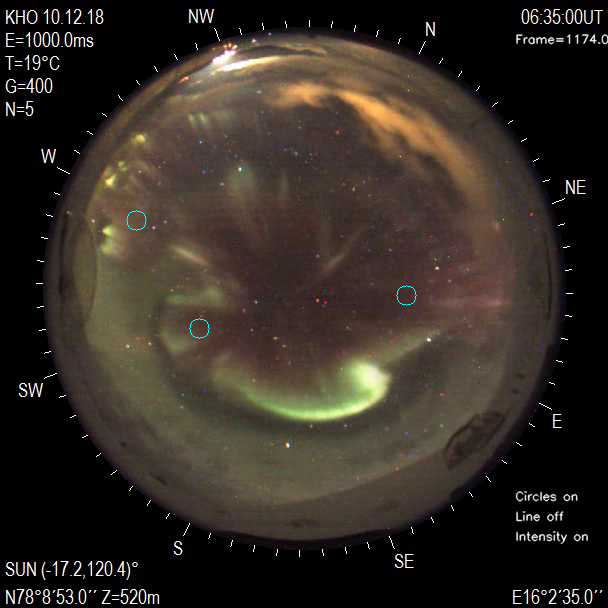 KHO 10.12.18
E=1000.0ms
T=19°C
G=400
N=5
NW
N
06:35:00UT
Frame=1174.0
W
NE
SW
E
S
SE
Circles on
Line off
Intensity on
SUN (-17.2,120.4)°
N78°8'53.0'' Z=520m
E16°2'35.0''